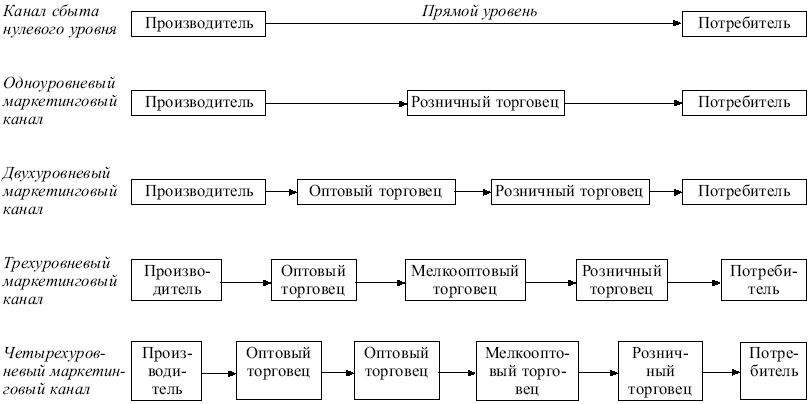 Канал сбыта
нулевого уровня
Производитель
Прямой уровень
Потребитель
Одноуровневый
маркетинговый
канал
Производитель
Розничный торговец
Потребитель
Двухуровневый
маркетинговый
канал
Производитель
Оптовый торговец
Розничный торговец
Потребитель
Трехуровневый
маркетинговый
канал
Произво-
дитель
Оптовый
торговец
Мелкооптовый
торговец
Розничный
торговец
Потреби-
тель
Четырехуров-
невый маркетин-
говый канал
Произ-
води-
тель
Оптовый
торговец
Оптовый
торговец
Мелкоопто-
вый торго-
вец
Рознич-
ный
торговец
Потре-
битель